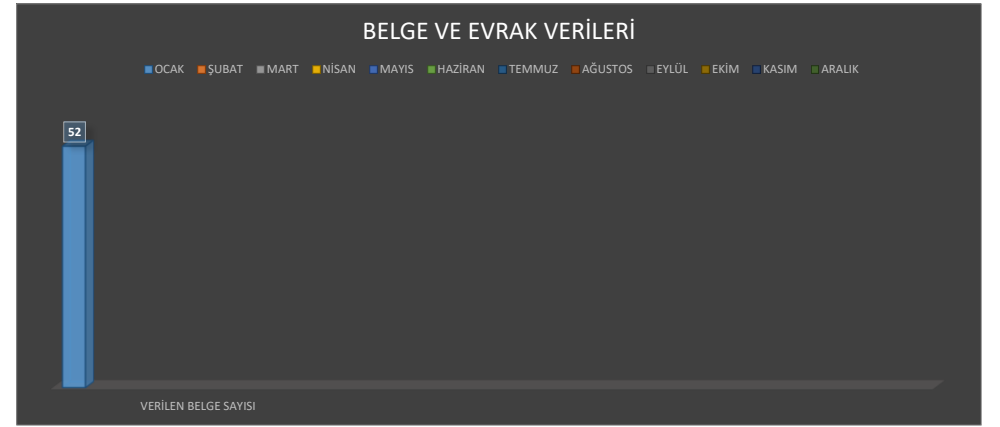 BELGE VE EVRAK VERİLERİ
OCAK ŞUBAT MART NİSAN MAYIS HAZİRAN TEMMUZ AĞUSTOS EYLÜL EKİM KASIM ARALIK
52
VERİLEN BELGE SAYISI